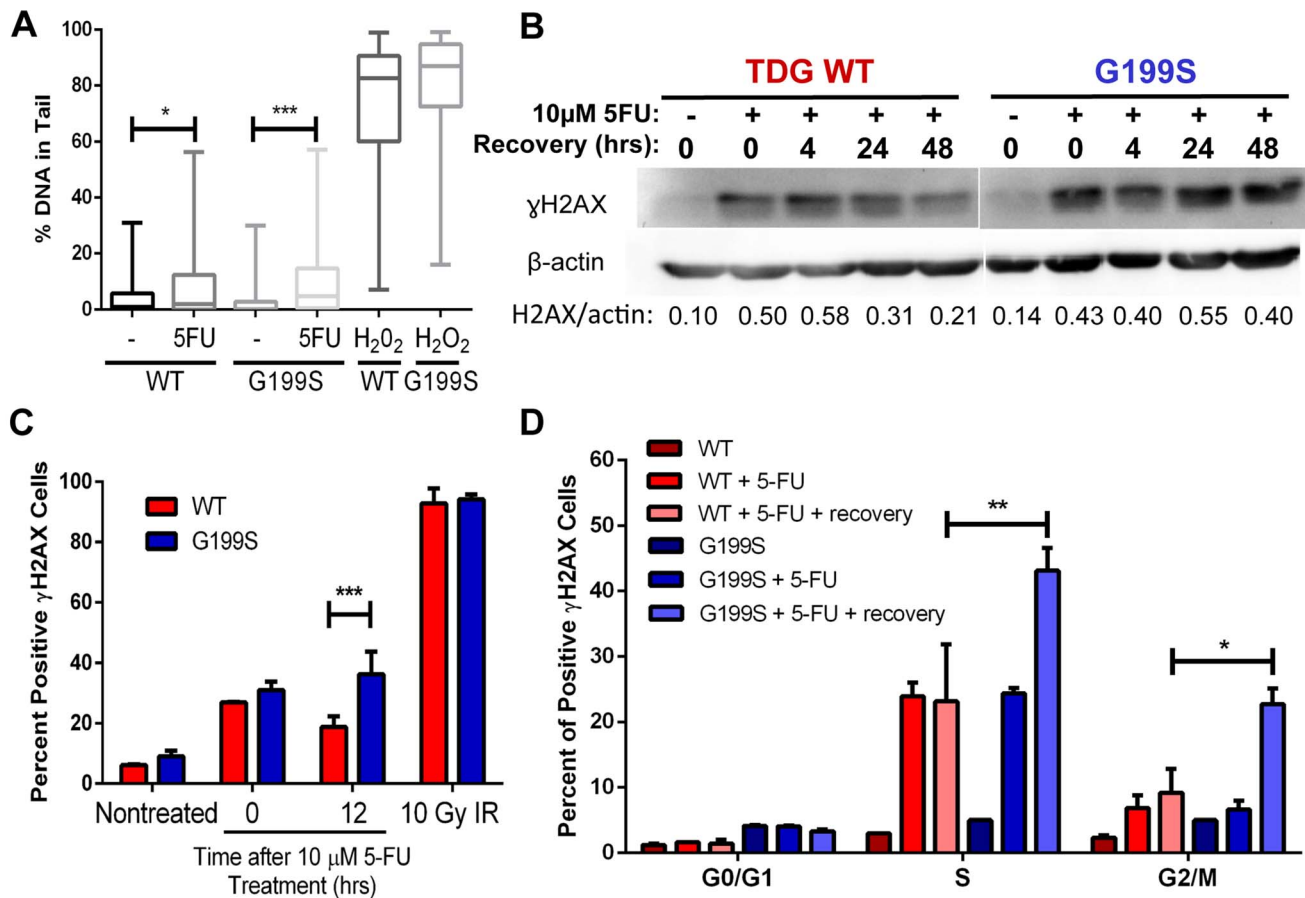 A
% DNA in Tail
100
80
60
40
20
0
*
***
- 5FU - 5FU H₂0₂ H₂O₂
WT G199S WT G199S
B
TDG WT G199S
10μM 5FU: - + + + + - + + + +
Recovery (hrs): 0 0 4 24 48 0 0 4 24 48
ɣH2AX
β-actin
H2AX/actin: 0.10 0.50 0.58 0.31 0.21 0.14 0.43 0.40 0.55 0.40
C
Percent Positive γH2AX Cells
100
80
60
40
20
0
WT
G199S
***
Nontreated 0 12 10 Gy IR
Time after 10 μM 5-FU
Treatment (hrs)
D
Percent of Positive γH2AX Cells
60
50
40
30
20
10
0
WT
WT + 5-FU
WT + 5-FU + recovery
G199S
G199S + 5-FU
G199S + 5-FU + recovery
**
*
G0/G1 S G2/M